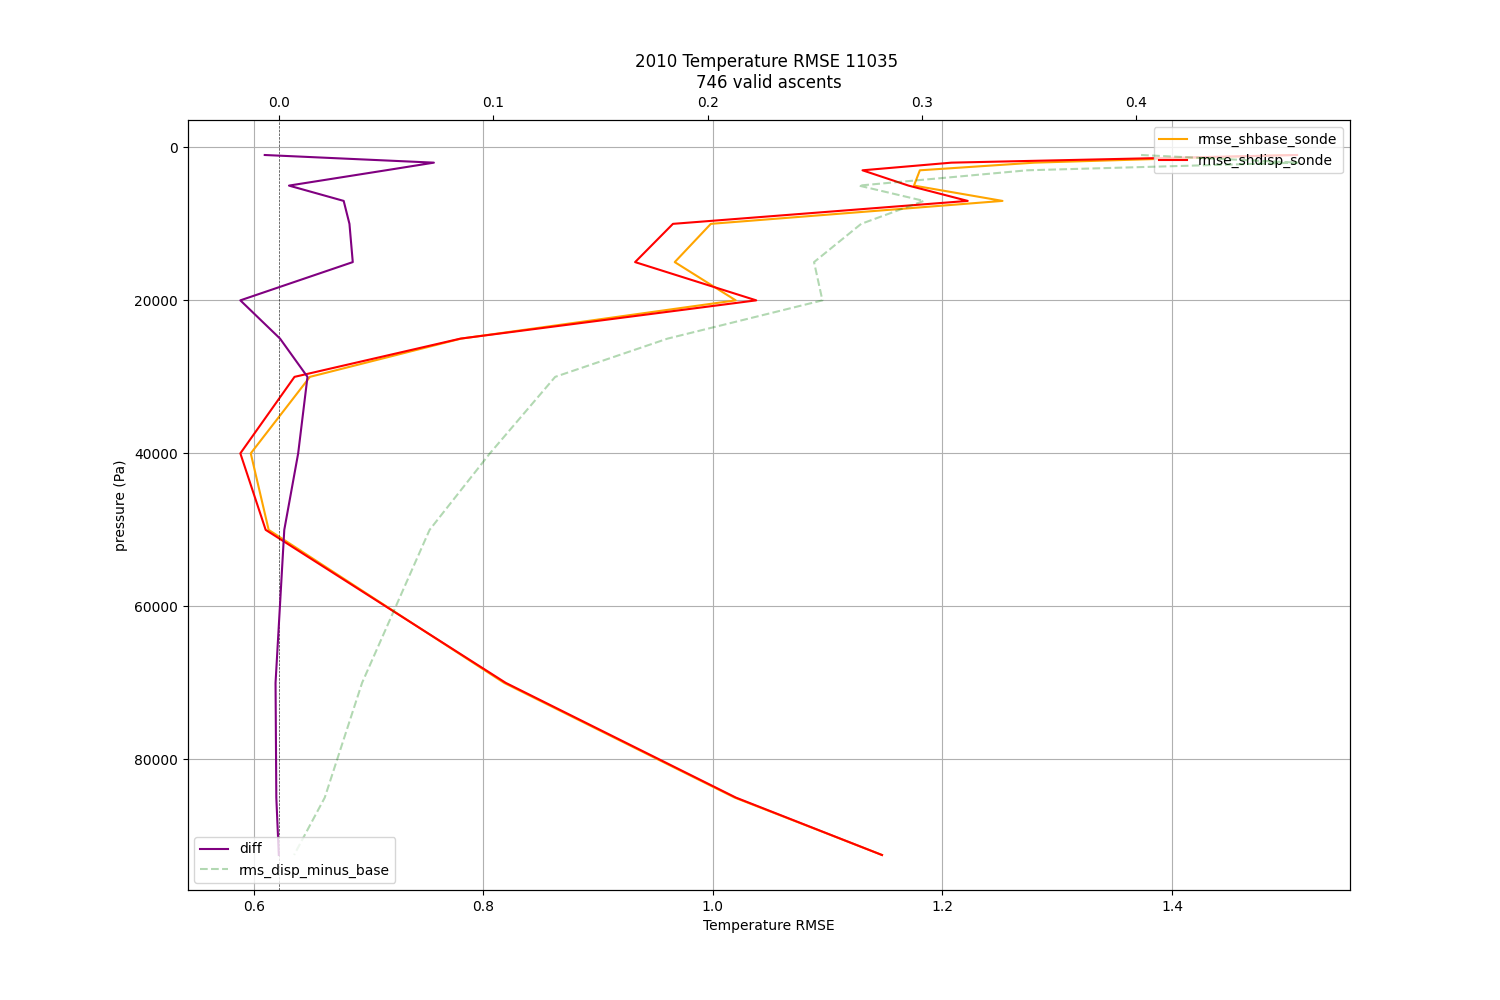 2010 Temperature RMSE 11035
746 valid ascents
0.0
0.1
0.2
0.3
0.4
rmse_shbase_sonde
rmse_shdisp_sonde
0
20000
40000
60000
80000
pressure (Pa)
diff
rms_disp_minus_base
0.6
0.8
1.0
1.2
1.4
Temperature RMSE